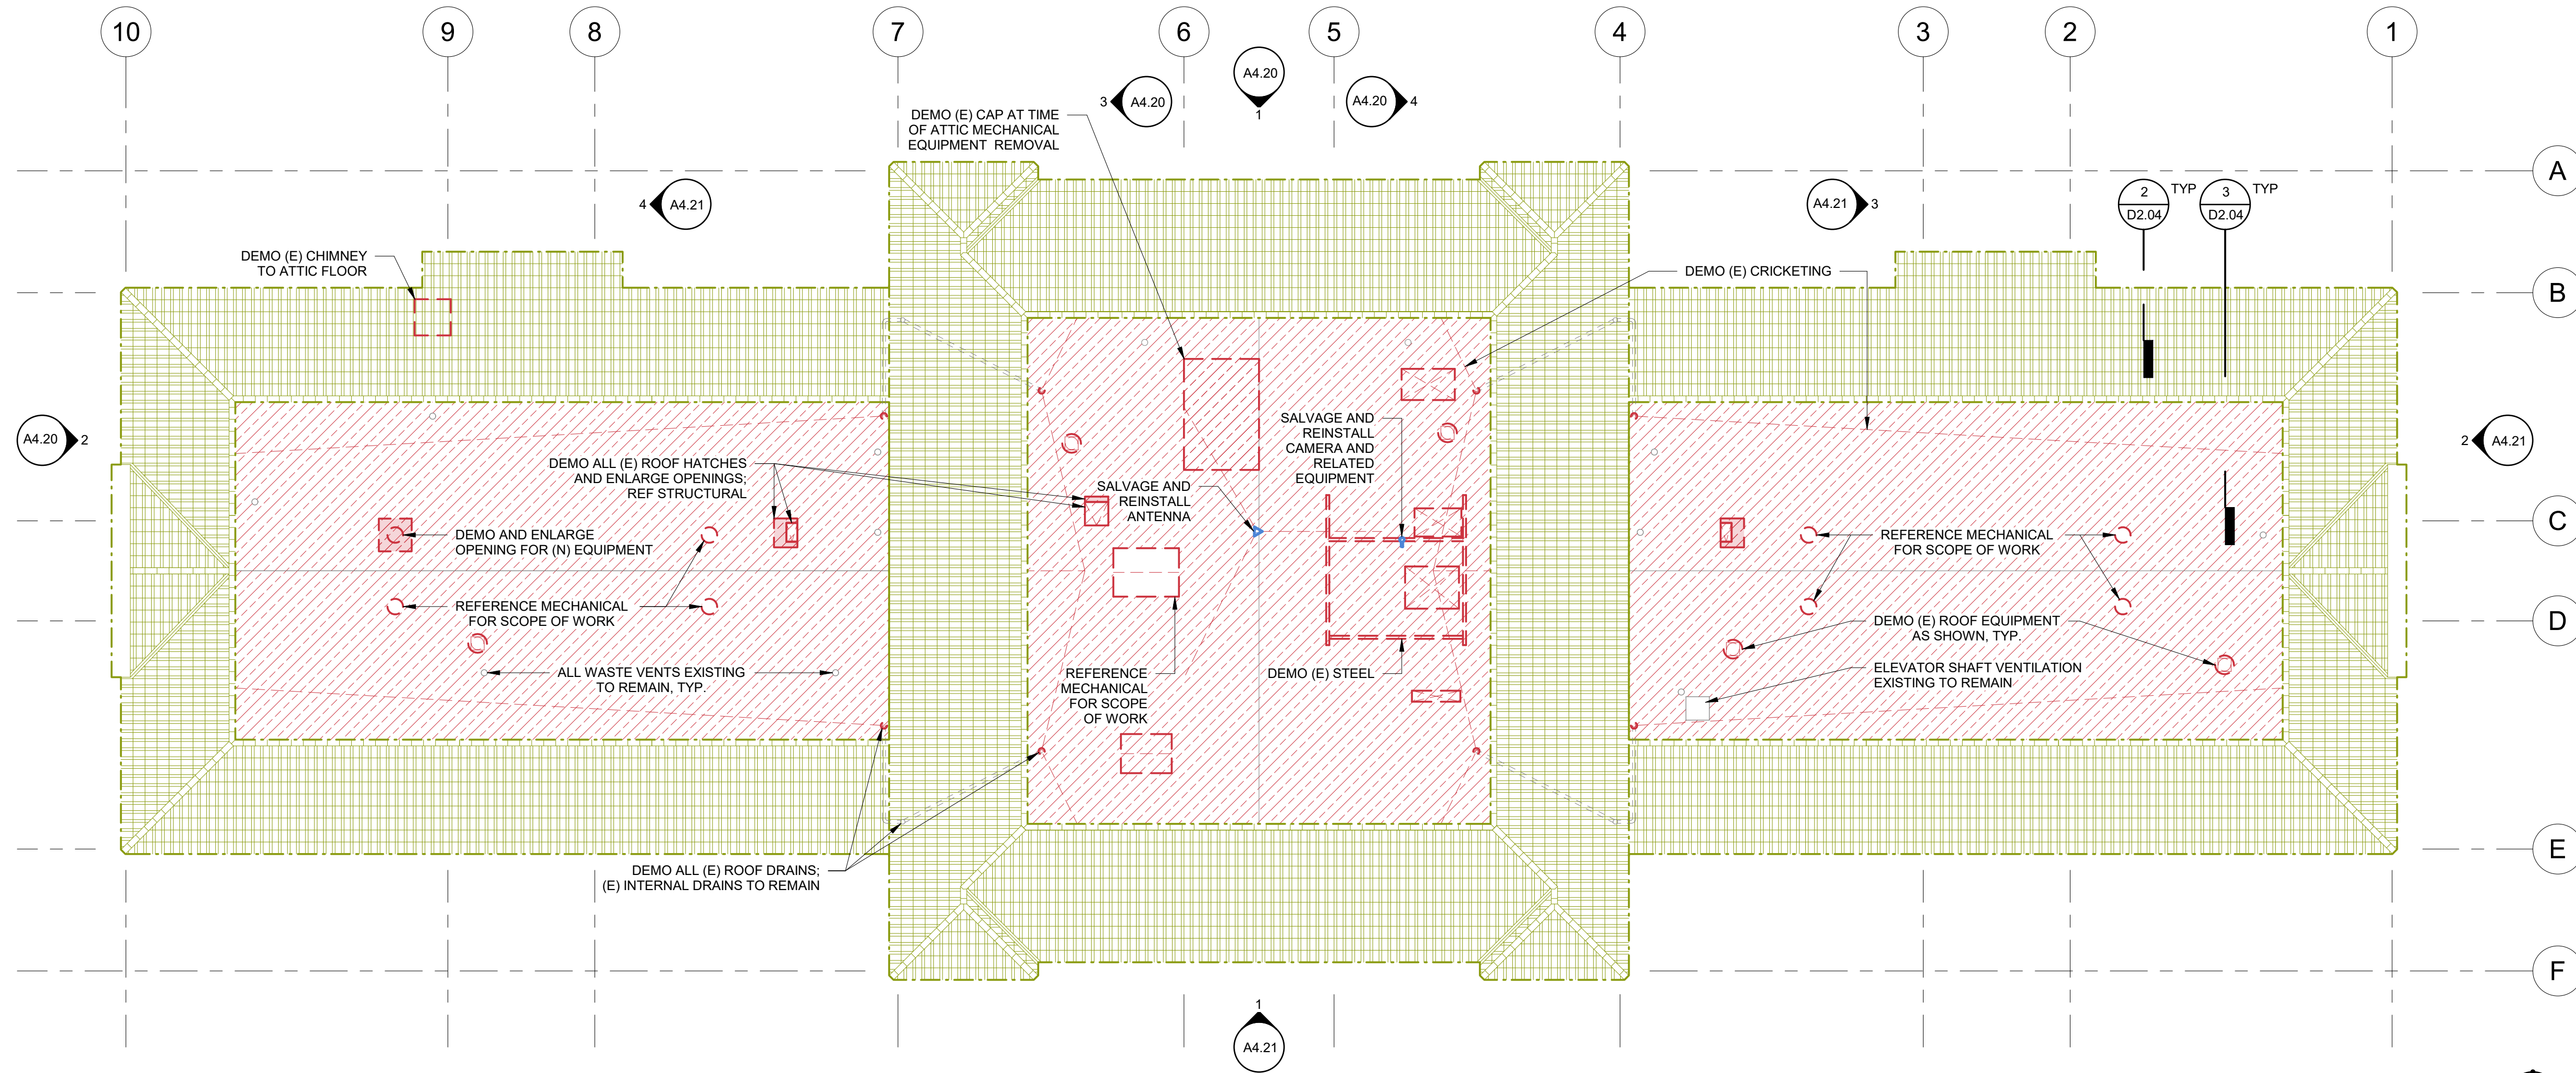 10
9
8
7
6
5
4
3
2
1
A4.20
1
3
A4.20
A4.20
4
DEMO (E) CAP AT TIME
OF ATTIC MECHANICAL
EQUIPMENT REMOVAL
A
4
A4.21
A4.21
3
2
D2.04
TYP
3
D2.04
TYP
DEMO (E) CHIMNEY
TO ATTIC FLOOR
DEMO (E) CRICKETING
B
A4.20
2
2
A4.21
SALVAGE AND
REINSTALL
CAMERA AND
RELATED
EQUIPMENT
DEMO ALL (E) ROOF HATCHES
AND ENLARGE OPENINGS;
REF STRUCTURAL
SALVAGE AND
REINSTALL
ANTENNA
C
DEMO AND ENLARGE
OPENING FOR (N) EQUIPMENT
REFERENCE MECHANICAL
FOR SCOPE OF WORK
REFERENCE MECHANICAL
FOR SCOPE OF WORK
D
DEMO (E) ROOF EQUIPMENT
AS SHOWN, TYP.
ALL WASTE VENTS EXISTING
TO REMAIN, TYP.
REFERENCE
MECHANICAL
FOR SCOPE
OF WORK
DEMO (E) STEEL
ELEVATOR SHAFT VENTILATION
EXISTING TO REMAIN
E
DEMO ALL (E) ROOF DRAINS;
(E) INTERNAL DRAINS TO REMAIN
F
1
A4.21